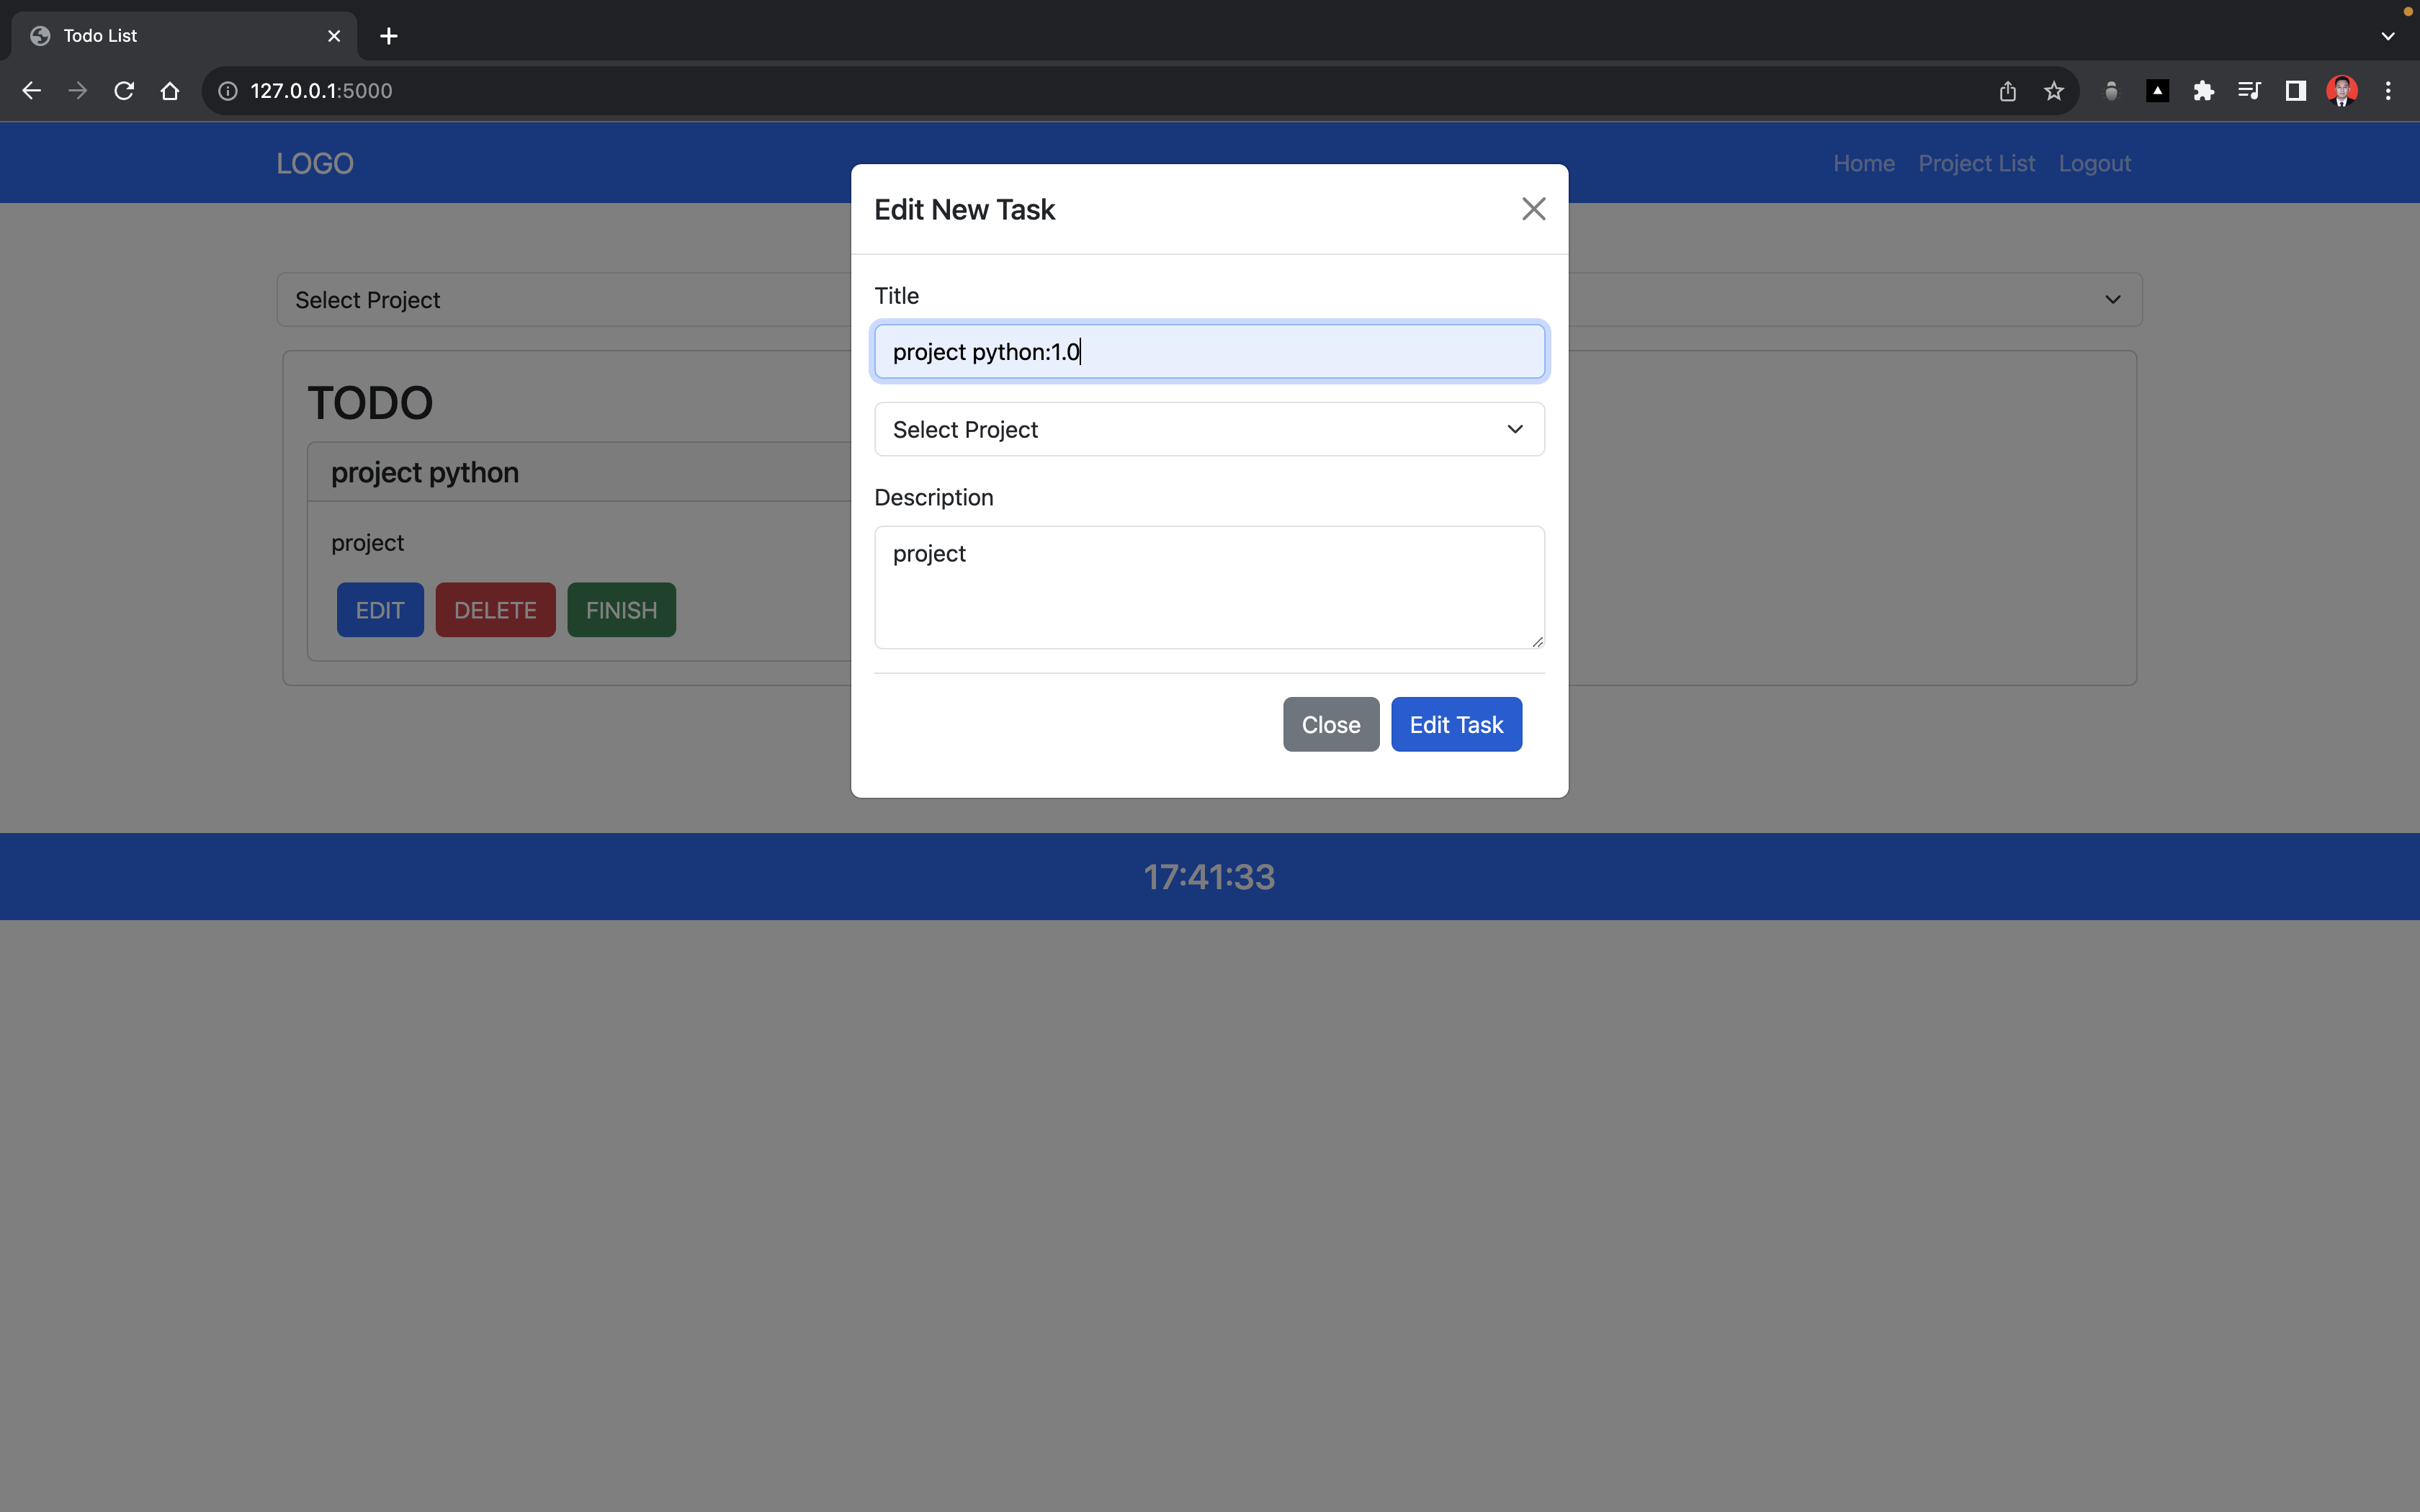 Todo List
127.0.0.1:5000
LOGO
Home Project List Logout
Select Project
TODO
project python
project
EDIT DELETE FINISH
Edit New Task
Title
project python:1.0
Select Project
Description
project
Close Edit Task
17:41:33